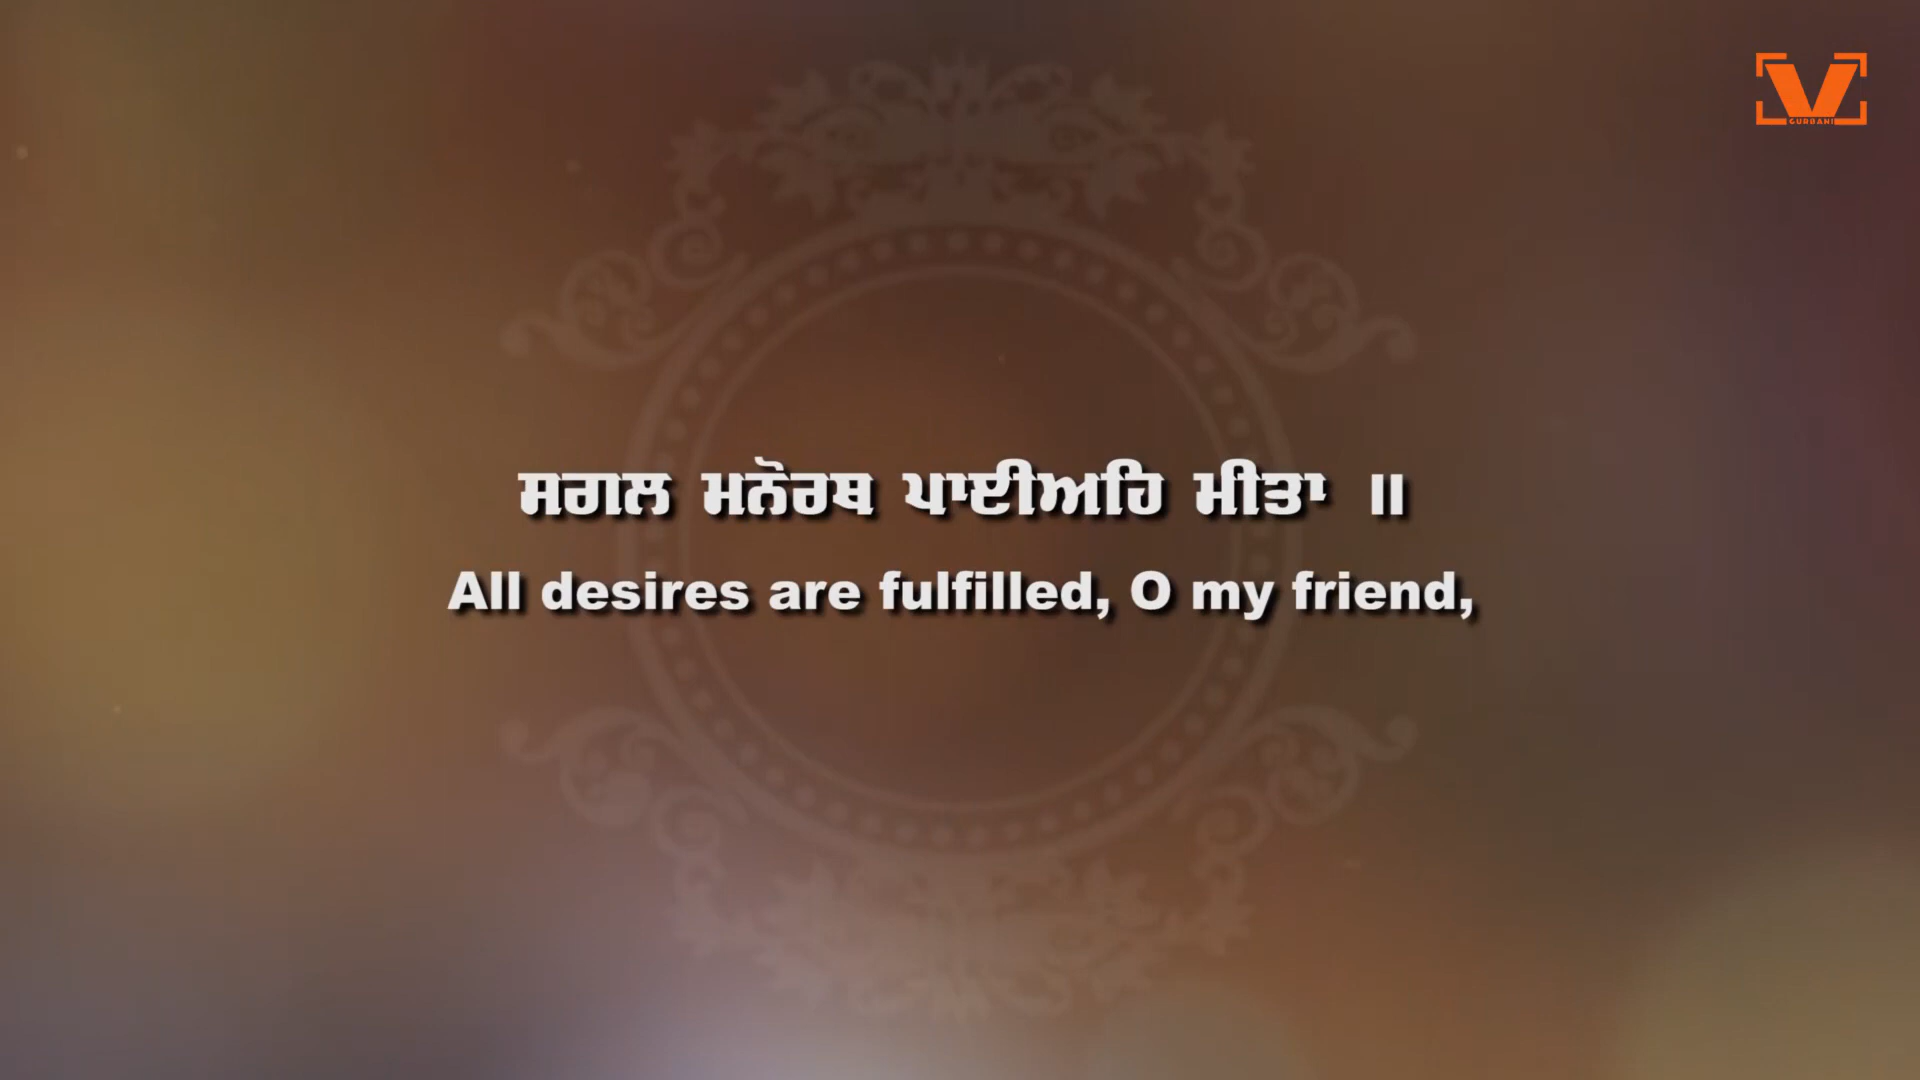 GURBANI
ਸਗਲ ਮਨੋਰਥ ਪਾਈਅਹਿ ਮੀਤਾ ॥
All desires are fulfilled, O my friend,